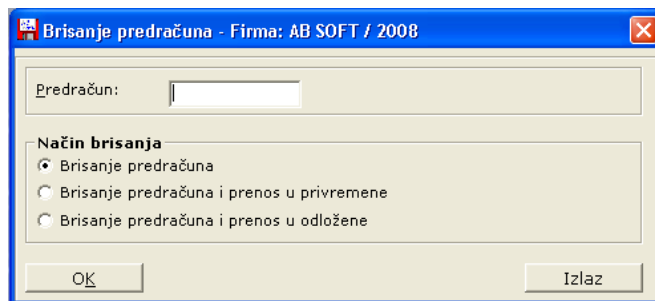 Brisanje predračuna - Firma: AB SOFT / 2008
Predračun:
Način brisanja
Brisanje predračuna
Brisanje predračuna i prenos u privremene
Brisanje predračuna i prenos u odložene
OK
Izlaz